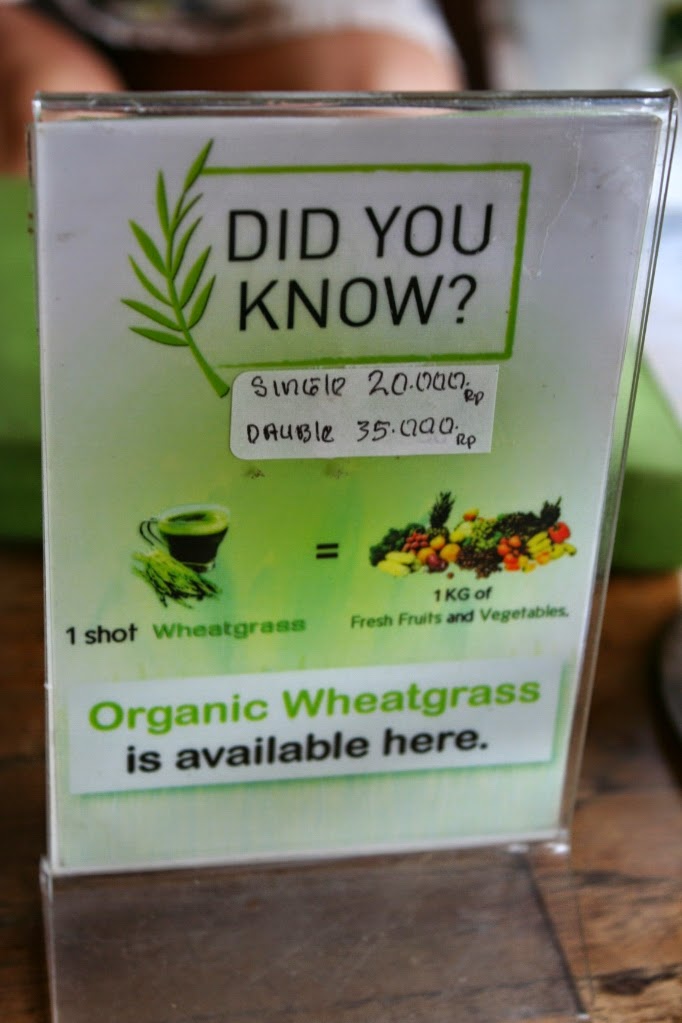 DID YOU
KNOW?
SINGlE 20.000. Rp
DAUBle 35.000. Rp
=
1 shot Wheatgrass
1 KG of
Fresh Fruits and Vegetables.
Organic Wheatgrass
is available here.